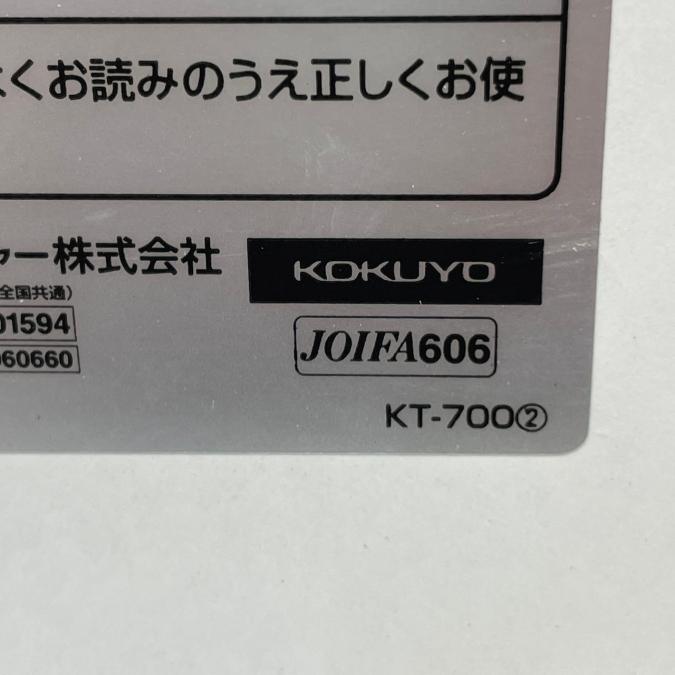 くお読みのうえ正しくお使
ャー株式会社
KOKUYO
全国共通)
01594
JOIFA606
060660
KT-700②